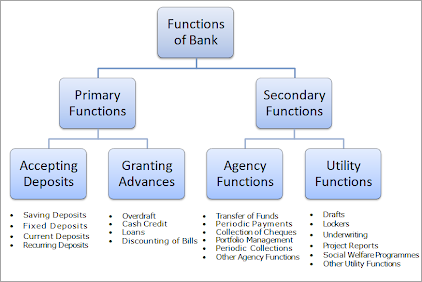 Functions
of Bank
Primary
Functions
Secondary
Functions
Accepting
Deposits
Granting
Advances
Agency
Functions
Utility
Functions
Saving Deposits
Fixed Deposits
Current Deposits
Recurring Deposits
Overdraft
Cash Credit
Loans
Discounting of Bills
Transfer of Funds
Periodic Payments
Collection of Cheques
Portfolio Management
Periodic Collections
Other Agency Functions
Drafts
Lockers
Underwriting
Project Reports
Social Welfare Programmes
Other Utility Functions